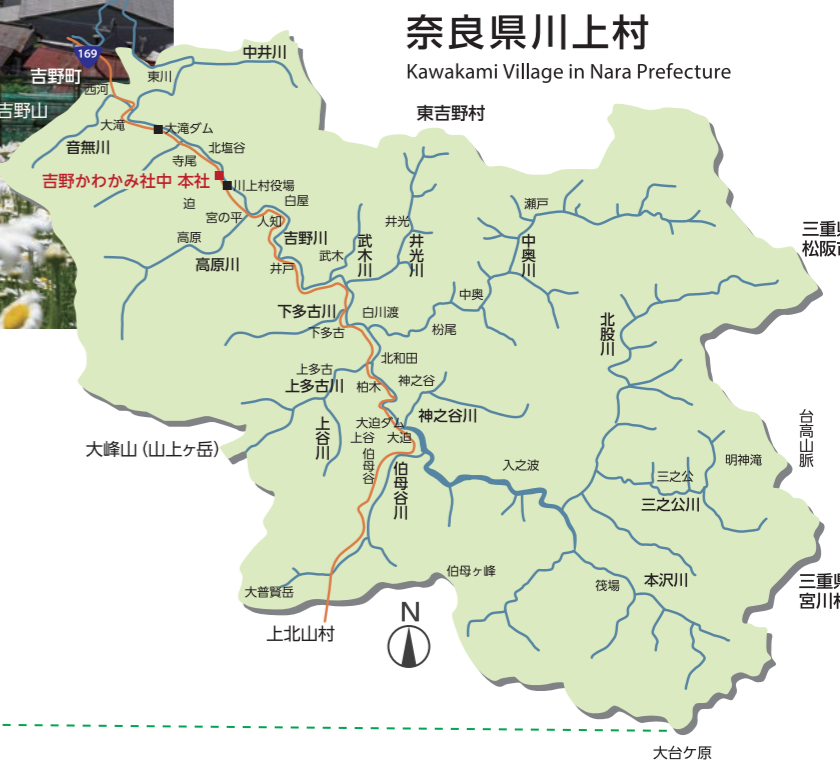 奈良県川上村
Kawakami Village in Nara Prefecture
169
吉野町
吉野山
西河
東川
中井川
東吉野村
大滝
大滝ダム
音無川
北塩谷
寺尾
吉野かわかみ社中 本社
川上村役場
迫
白屋
宮の平
人知
高原
吉野川
高原川
井戸
武木
武木川
井光
井光川
瀬戸
中奥川
中奥
三重県
松阪市
下多古川
下多古
白川渡
松尾
北股川
北和田
上多古
上多古川
柏木
神之谷
神之谷川
大迫ダム
上谷
大迫
上谷川
伯母谷
伯母谷川
大峰山（山上ヶ岳）
入之波
三之公
三之公川
明神滝
台高山脈
伯母ヶ峰
大普賢岳
筏場
本沢川
三重県
宮川村
上北山村
N
大台ケ原